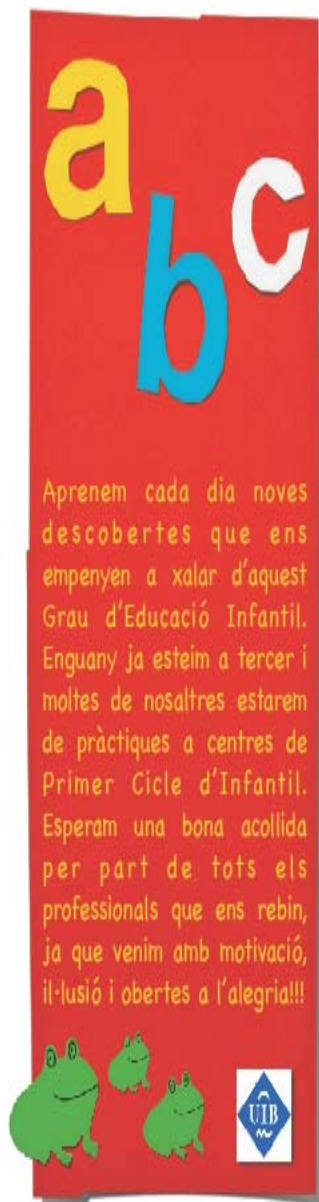 a
b
c
Aprenem cada dia noves
descobertes que ens
empenyen a xalar d'aquest
Grau d'Educació Infantil.
Enguany ja esteim a tercer i
moltes de nosaltres estarem
de pràctiques a centres de
Primer Cicle d'Infantil.
Esperam una bona acollida
per part de tots els
professionals que ens rebin,
ja que venim amb motivació,
il·lusió i obertes a l'alegria!!!
UIB